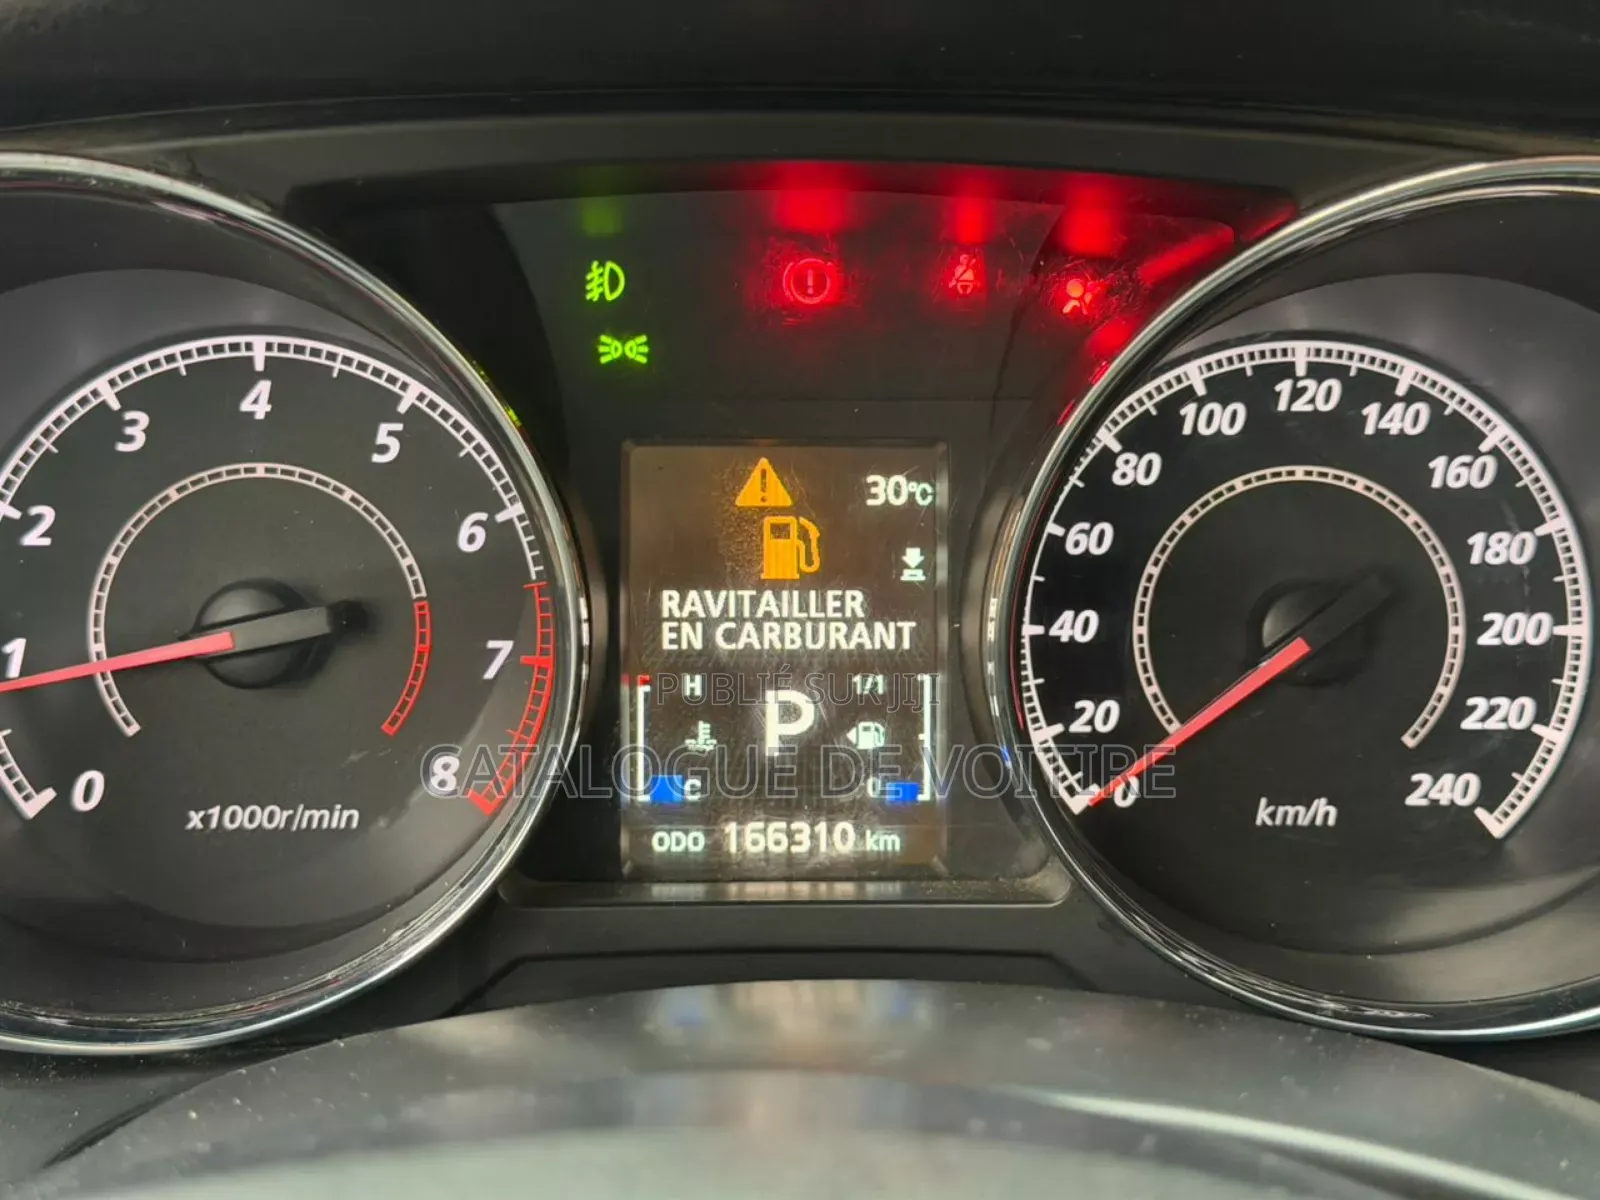 0
1
2
3
4
5
6
7
8
x1000r/min
30°C
RAVITAILLER
EN CARBURANT
H
1/1
P
C
0
ODO 166310 km
0
20
40
60
80
100
120
140
160
180
200
220
240
km/h
PUBLIÉ SUR JIJI
CATALOGUE DE VOITIRE